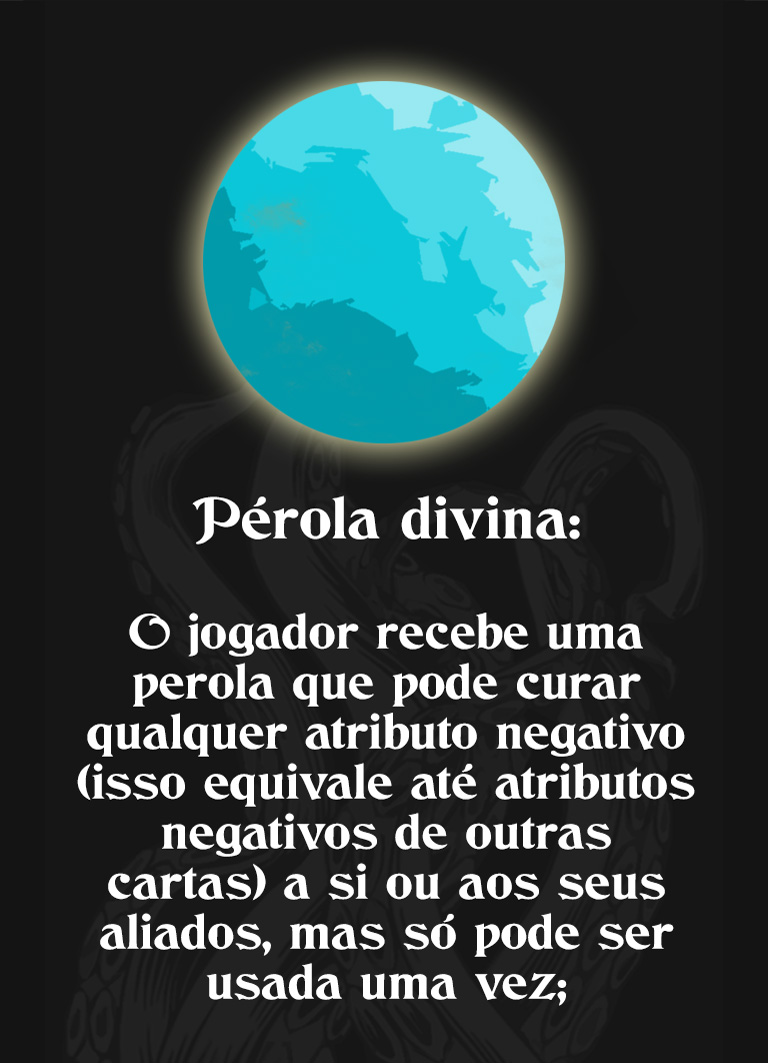 Pérola divina:
O jogador recebe uma
perola que pode curar
qualquer atributo negativo
(isso equivale até atributos
negativos de outras
cartas) a si ou aos seus
aliados, mas só pode ser
usada uma vez;